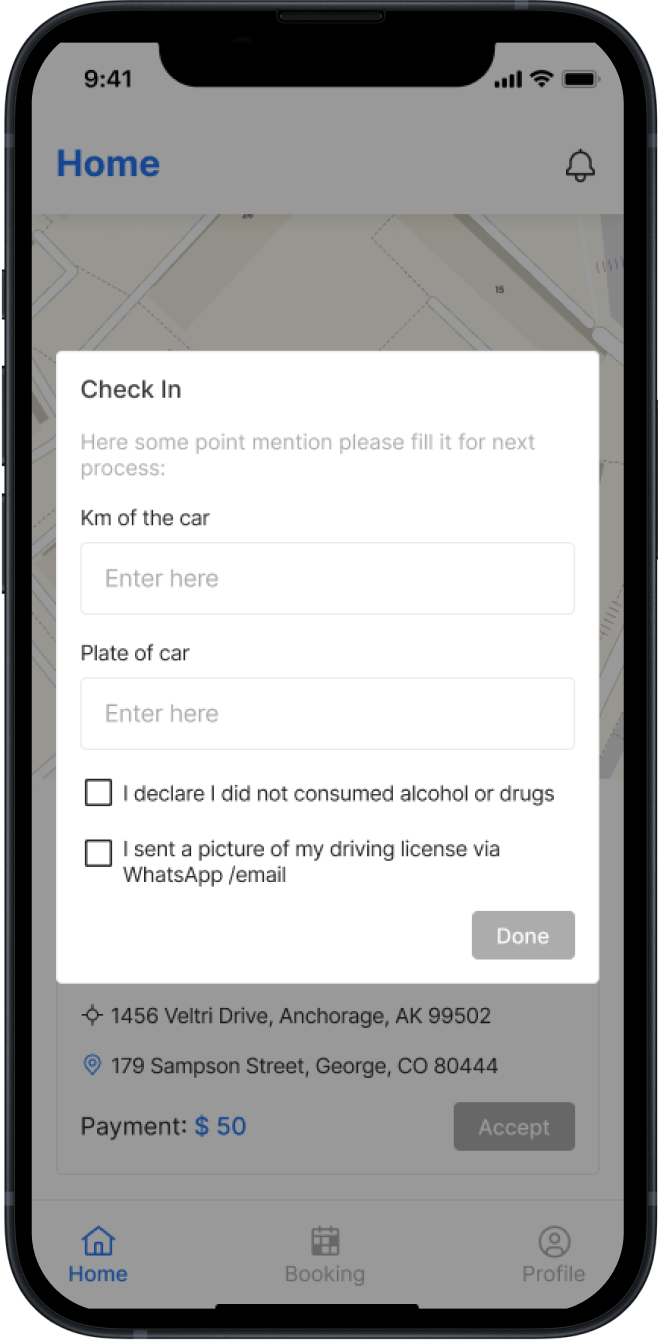 9:41
Home
15
Check In
Here some point mention please fill it for next
process:
Km of the car
Enter here
Plate of car
Enter here
I declare I did not consumed alcohol or drugs
I sent a picture of my driving license via
WhatsApp /email
Done
1456 Veltri Drive, Anchorage, AK 99502
179 Sampson Street, George, CO 80444
Payment: $ 50
Accept
Home
Booking
Profile